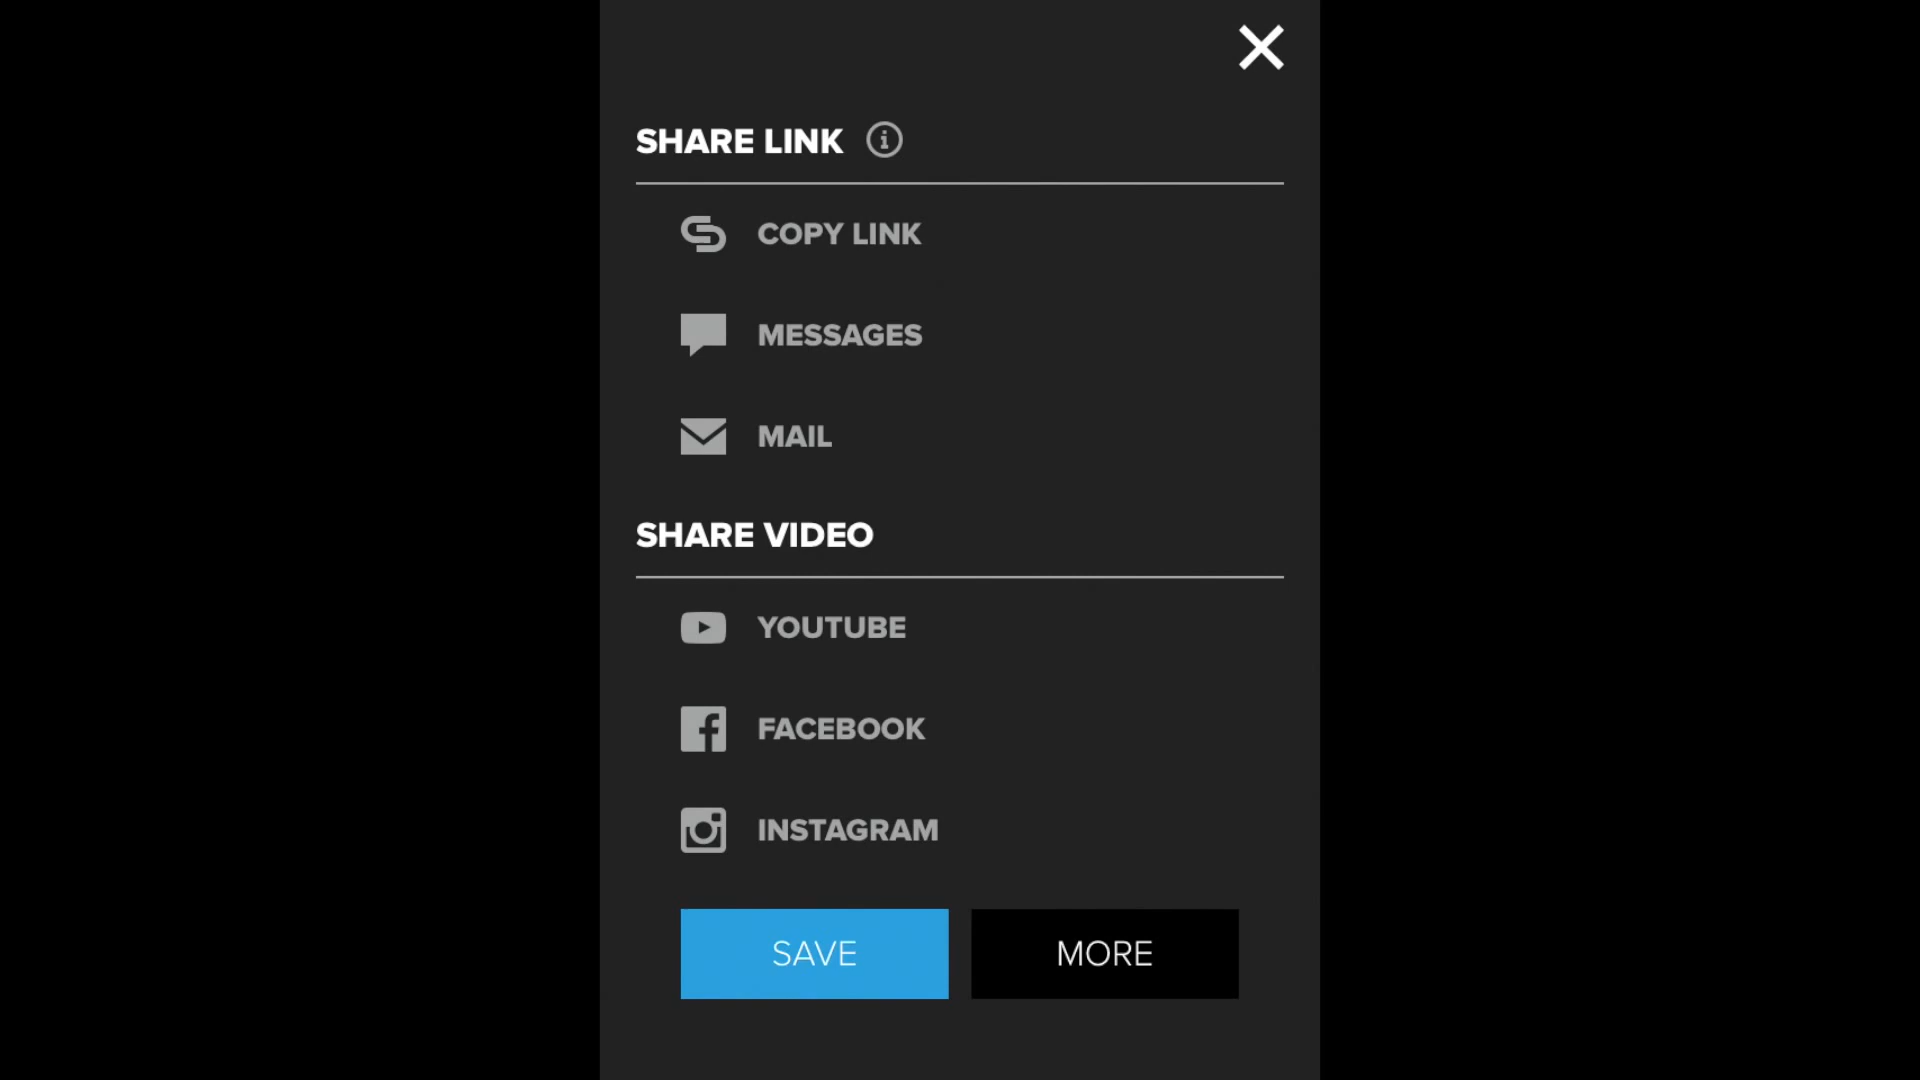 SHARE LINK
COPY LINK
MESSAGES
MAIL
SHARE VIDEO
YOUTUBE
FACEBOOK
INSTAGRAM
SAVE
MORE